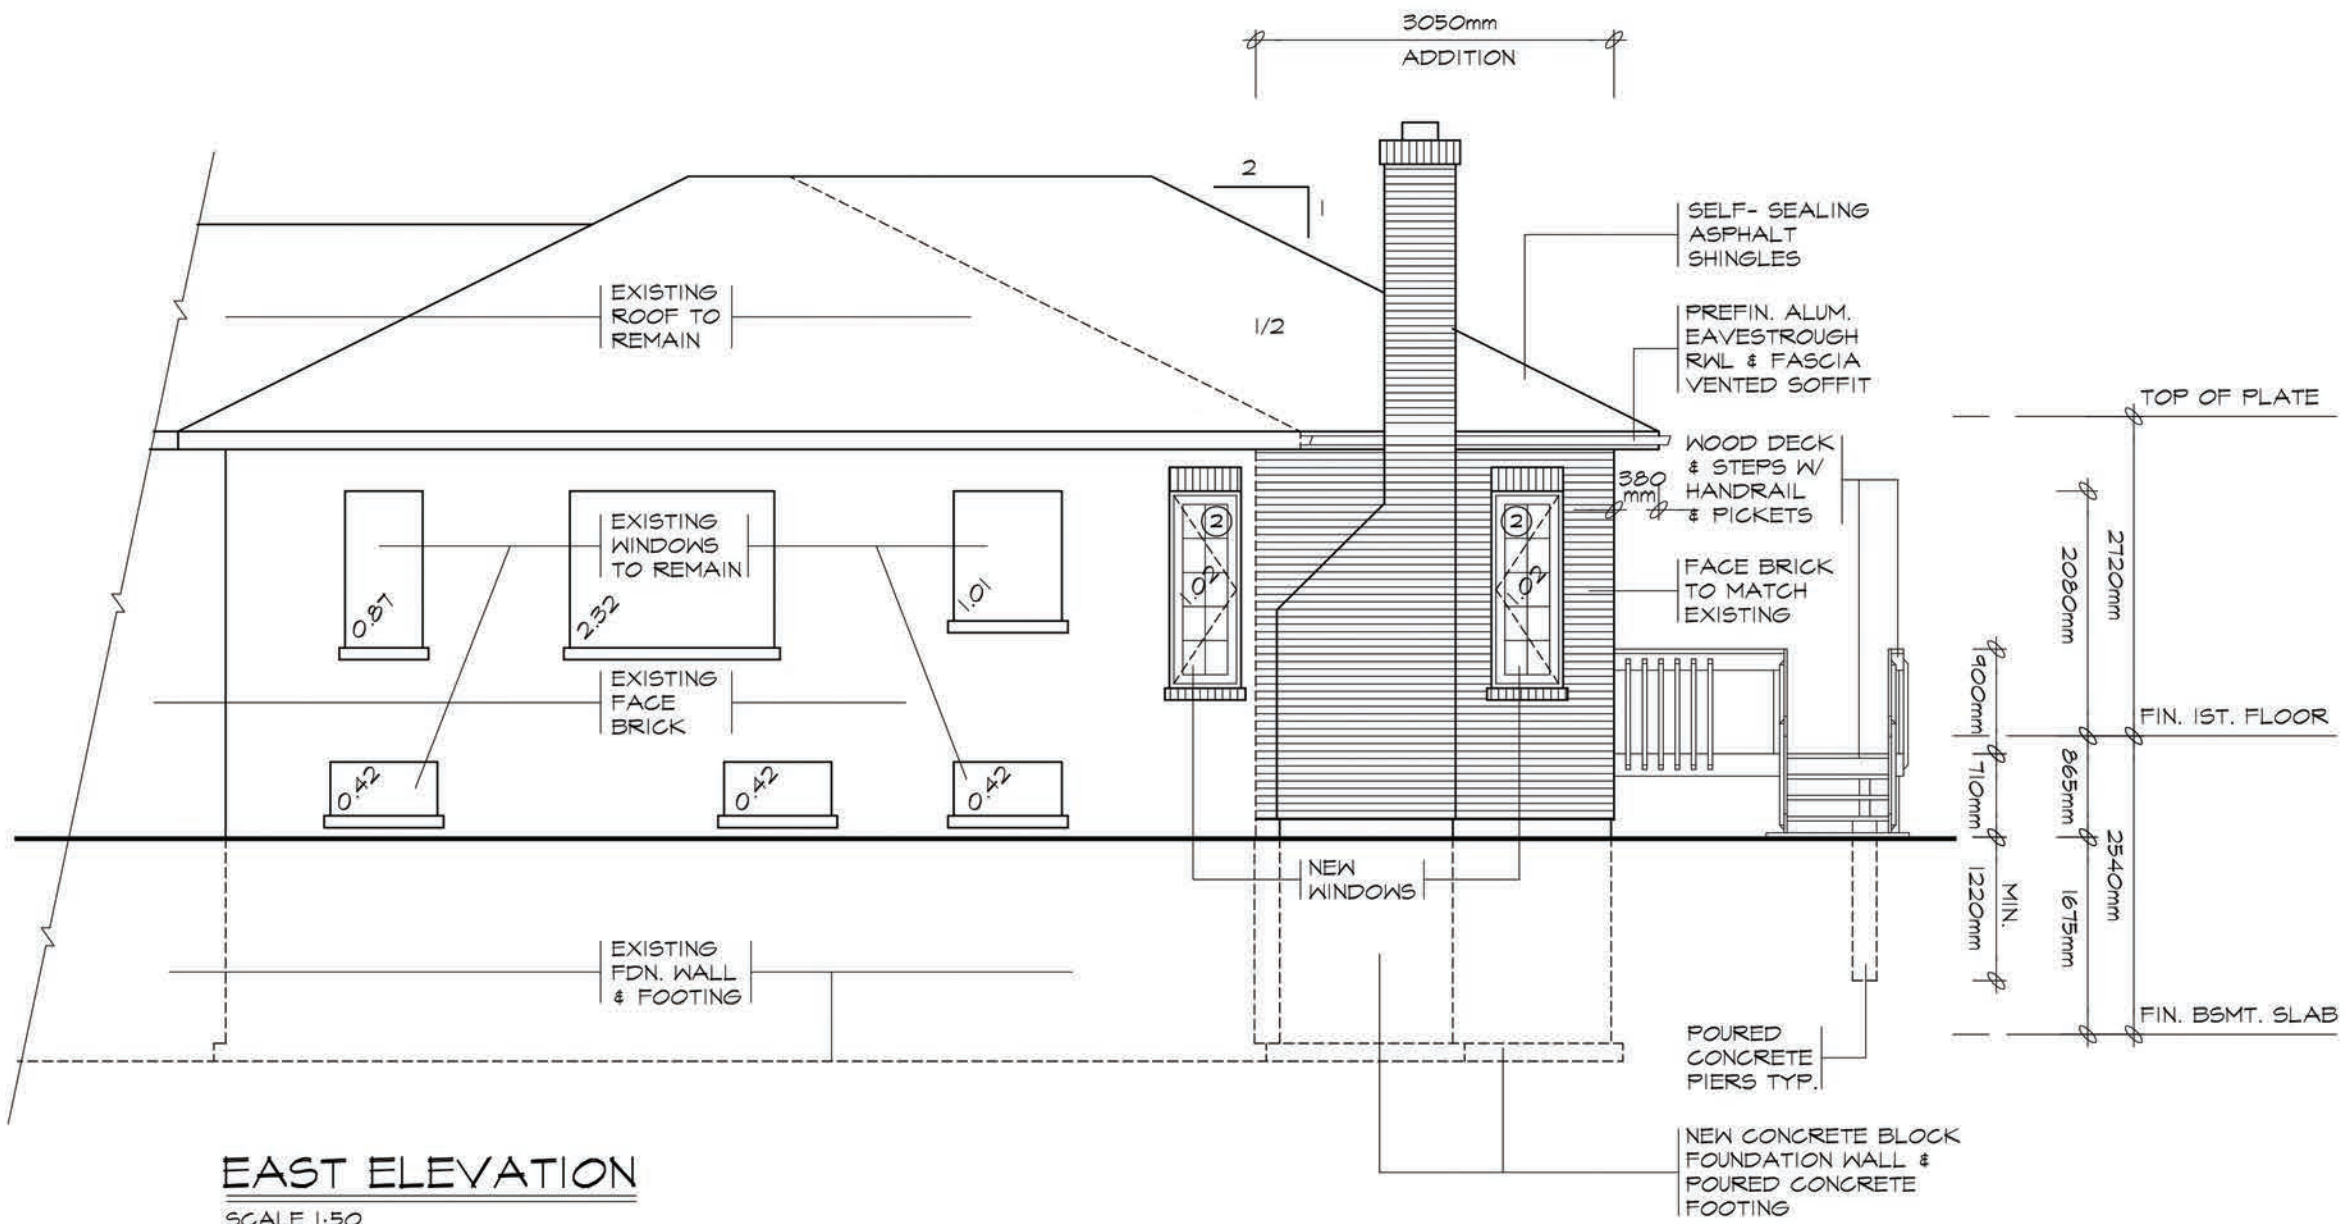 3050mm
ADDITION
2
1
SELF- SEALING
ASPHALT
SHINGLES
EXISTING
ROOF TO
REMAIN
1/2
PREFIN. ALUM.
EAVESTROUGH
RWL & FASCIA
VENTED SOFFIT
TOP OF PLATE
WOOD DECK
& STEPS W/
HANDRAIL
& PICKETS
380
mm
EXISTING
WINDOWS
TO REMAIN
0.87
2.32
1.01
2
1.02
2
1.02
FACE BRICK
TO MATCH
EXISTING
2720mm
2080mm
900mm
EXISTING
FACE
BRICK
FIN. 1ST. FLOOR
0.42
0.42
0.42
865mm
710mm
2540mm
NEW
WINDOWS
MIN.
1220mm
1675mm
EXISTING
FDN. WALL
& FOOTING
FIN. BSMT. SLAB
POURED
CONCRETE
PIERS TYP.
NEW CONCRETE BLOCK
FOUNDATION WALL &
POURED CONCRETE
FOOTING
EAST ELEVATION
SCALE 1:50